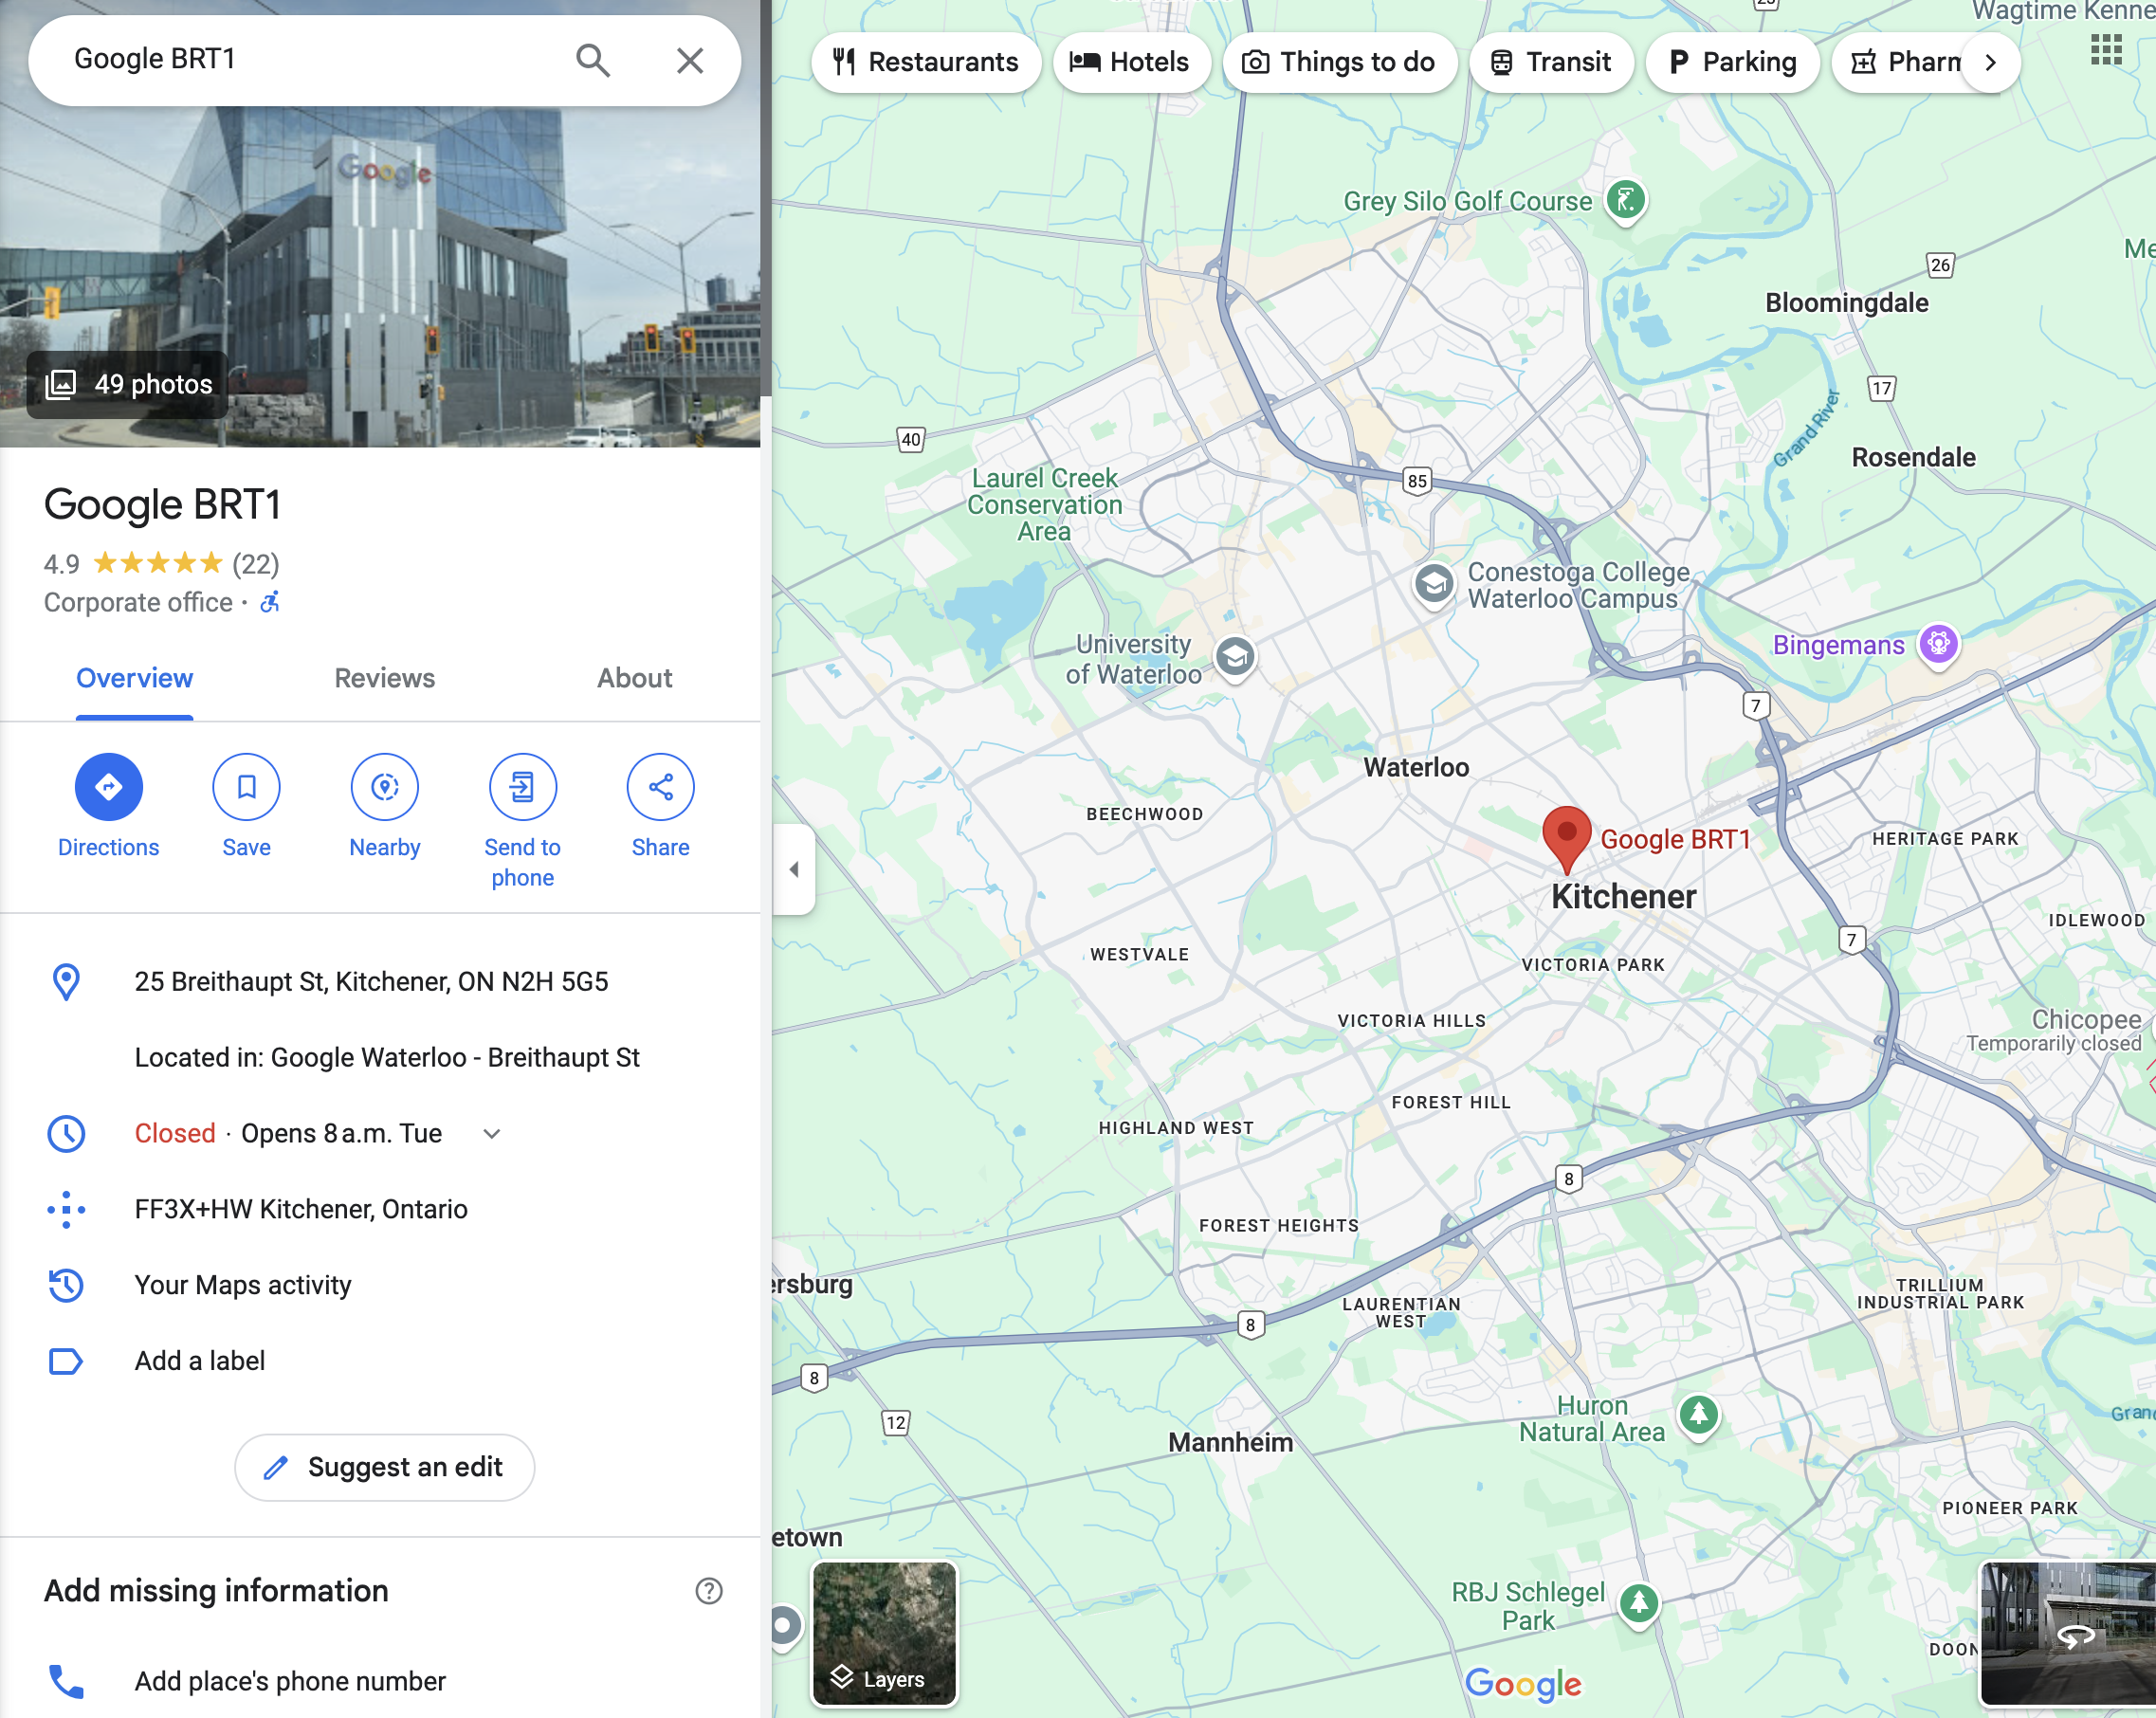 Google BRT1
Google
49 photos
Google BRT1
4.9 (22)
Corporate office ·
Overview
Reviews
About
Directions
Save
Nearby
Send to
phone
Share
25 Breithaupt St, Kitchener, ON N2H 5G5
Located in: Google Waterloo - Breithaupt St
Closed · Opens 8 a.m. Tue
FF3X+HW Kitchener, Ontario
Your Maps activity
Add a label
Suggest an edit
Add missing information
Add place's phone number
Restaurants
Hotels
Things to do
Transit
P Parking
Pharm
Wagtime Kenne
23
Grey Silo Golf Course
26
Me
Bloomingdale
17
Grand River
40
Rosendale
85
Laurel Creek
Conservation
Area
Conestoga College
Waterloo Campus
University
of Waterloo
Bingemans
7
Waterloo
BEECHWOOD
Google BRT1
HERITAGE PARK
Kitchener
IDLEWOOD
7
WESTVALE
VICTORIA PARK
VICTORIA HILLS
Chicopee
Temporarily closed
FOREST HILL
HIGHLAND WEST
8
FOREST HEIGHTS
ersburg
TRILLIUM
INDUSTRIAL PARK
LAURENTIAN
WEST
8
8
12
Huron
Natural Area
Gran
Mannheim
PIONEER PARK
etown
RBJ Schlegel
Park
DOON
Layers
Google